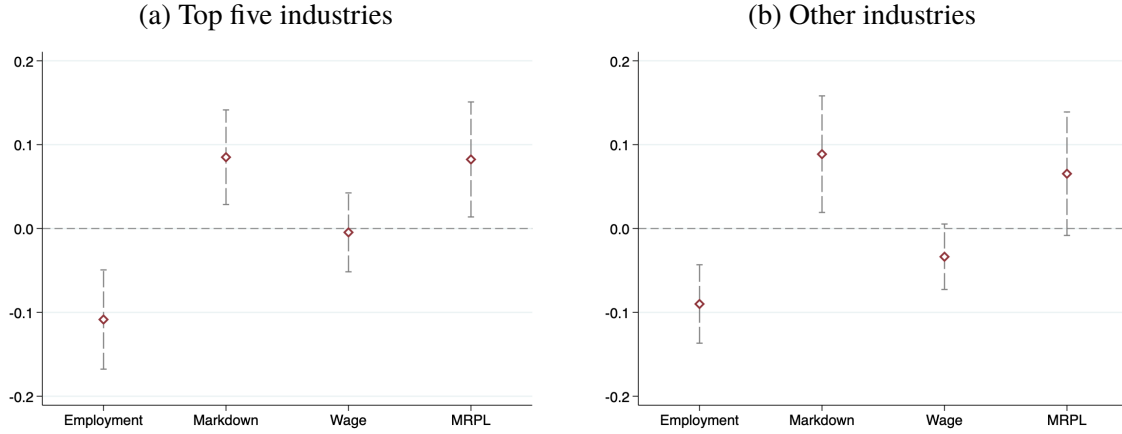 (a) Top five industries
0.2
0.1
0.0
-0.1
-0.2
Employment Markdown Wage MRPL
(b) Other industries
0.2
0.1
0.0
-0.1
-0.2
Employment Markdown Wage MRPL